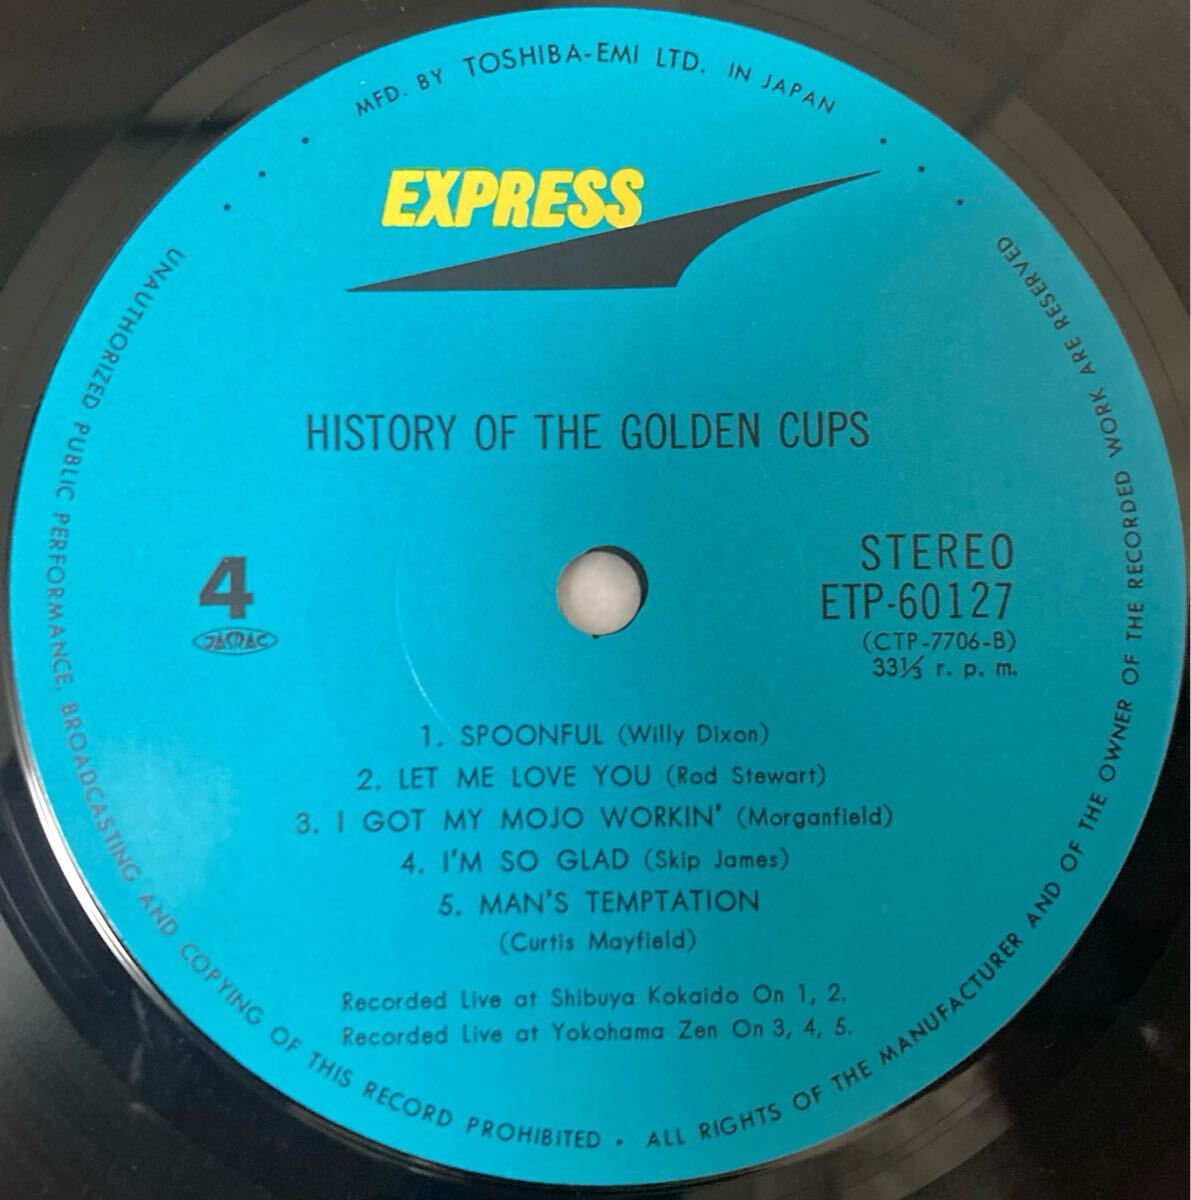 MFD. BY TOSHIBA-EMI LTD. IN JAPAN
EXPRESS
HISTORY OF THE GOLDEN CUPS
4
JASRAC
STEREO
ETP-60127
(CTP-7706-B)
33⅓ r. p. m.
1. SPOONFUL (Willy Dixon)
2. LET ME LOVE YOU (Rod Stewart)
3. I GOT MY MOJO WORKIN' (Morganfield)
4. I'M SO GLAD (Skip James)
5. MAN'S TEMPTATION
(Curtis Mayfield)
Recorded Live at Shibuya Kokaido On 1, 2.
Recorded Live at Yokohama Zen On 3, 4, 5.
UNAUTHORIZED PUBLIC PERFORMANCE, BROADCASTING AND COPYING OF THIS RECORD PROHIBITED • ALL RIGHTS OF THE MANUFACTURER AND OF THE OWNER OF THE RECORDED WORK ARE RESERVED